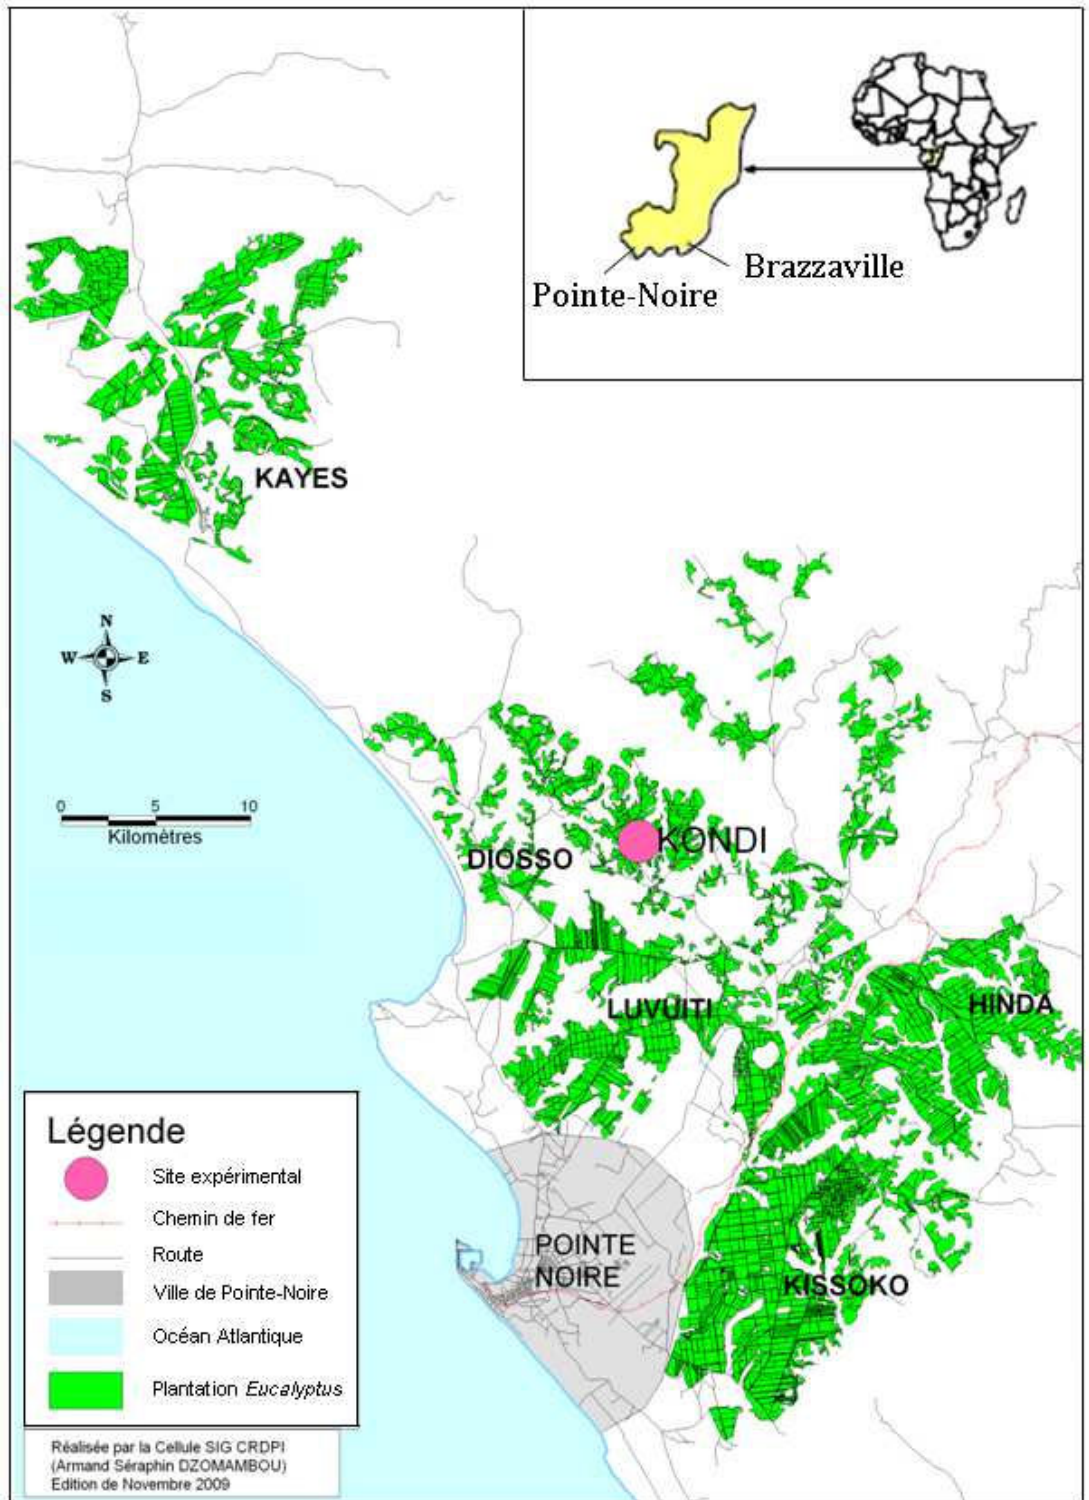 Brazzaville
Pointe-Noire
KAYES
N
W E
S
0 5 10
Kilomètres
KONDI
DIOSSO
LUVUITI
HINDA
POINTE
NOIRE
KISSOKO
Légende
Site expérimental
Chemin de fer
Route
Ville de Pointe-Noire
Océan Atlantique
Plantation Eucalyptus
Réalisée par la Cellule SIG CRDPI
(Armand Séraphin DZOMAMBOU)
Edition de Novembre 2009